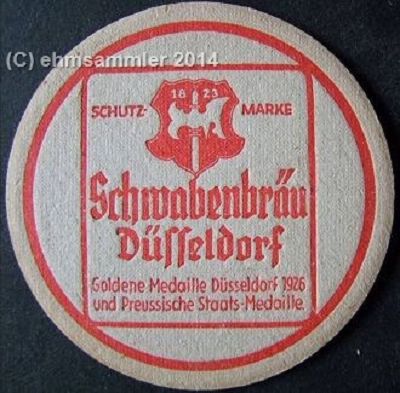 (C) ehmsammler 2014
18 23
SCHUTZ- MARKE
Schwabenbräu
Düsseldorf
Goldene Medaille Düsseldorf 1926
und Preussische Staats-Medaille.